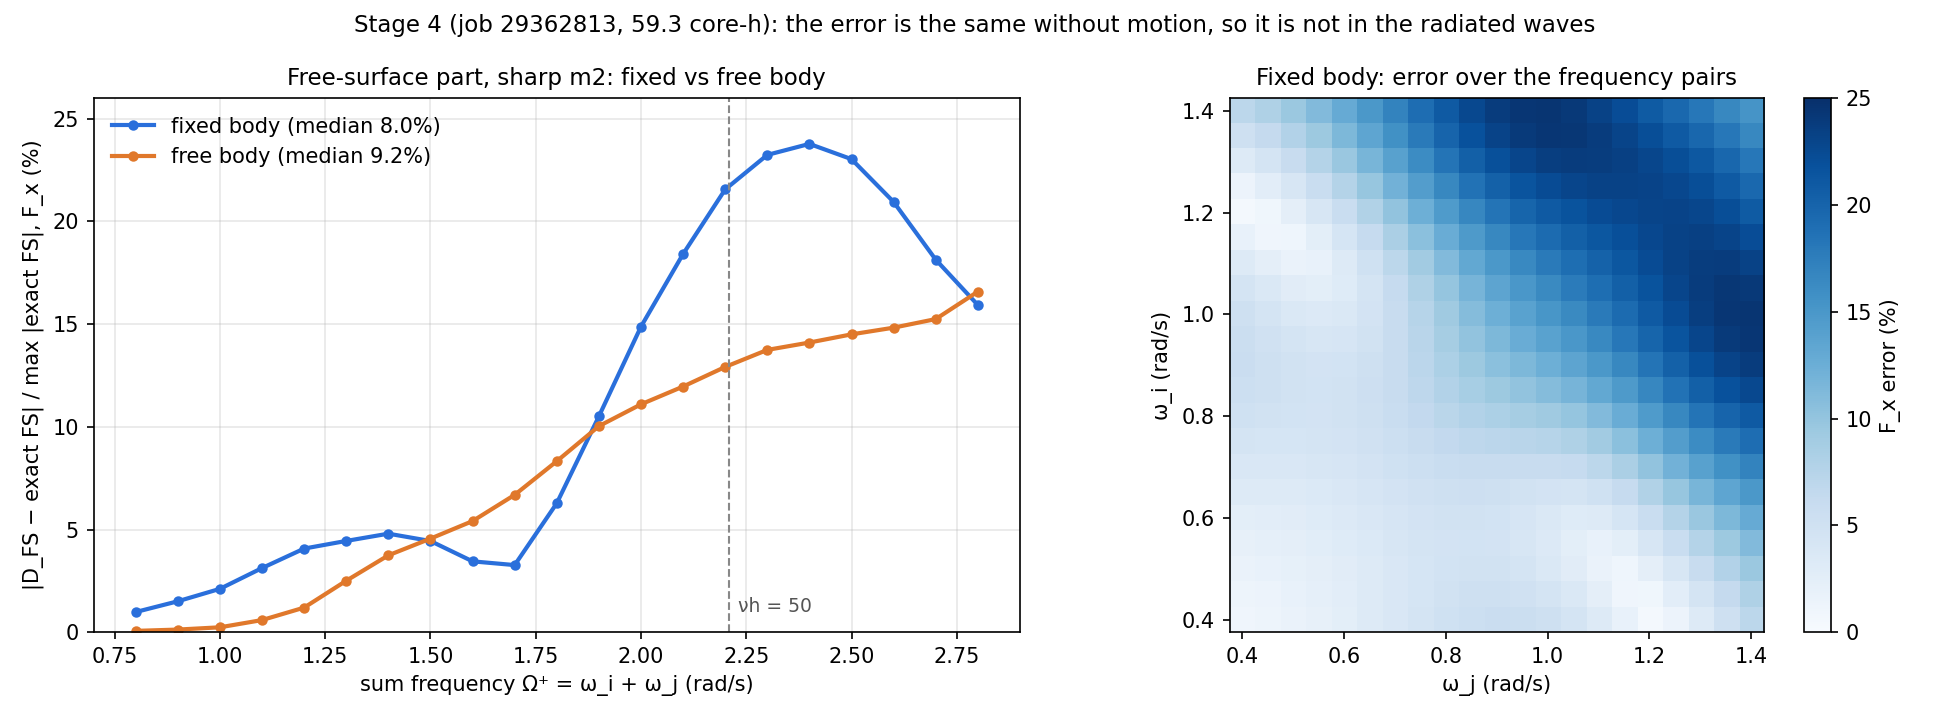 Stage 4 (job 29362813, 59.3 core-h): the error is the same without motion, so it is not in the radiated waves
Free-surface part, sharp m2: fixed vs free body
|D_FS − exact FS| / max |exact FS|, F_x (%)
25
20
15
10
5
0
fixed body (median 8.0%)
free body (median 9.2%)
νh = 50
0.75 1.00 1.25 1.50 1.75 2.00 2.25 2.50 2.75
sum frequency Ω⁺ = ω_i + ω_j (rad/s)
Fixed body: error over the frequency pairs
ω_i (rad/s)
1.4
1.2
1.0
0.8
0.6
0.4
0.4 0.6 0.8 1.0 1.2 1.4
ω_j (rad/s)
25
20
15
10
5
0
F_x error (%)